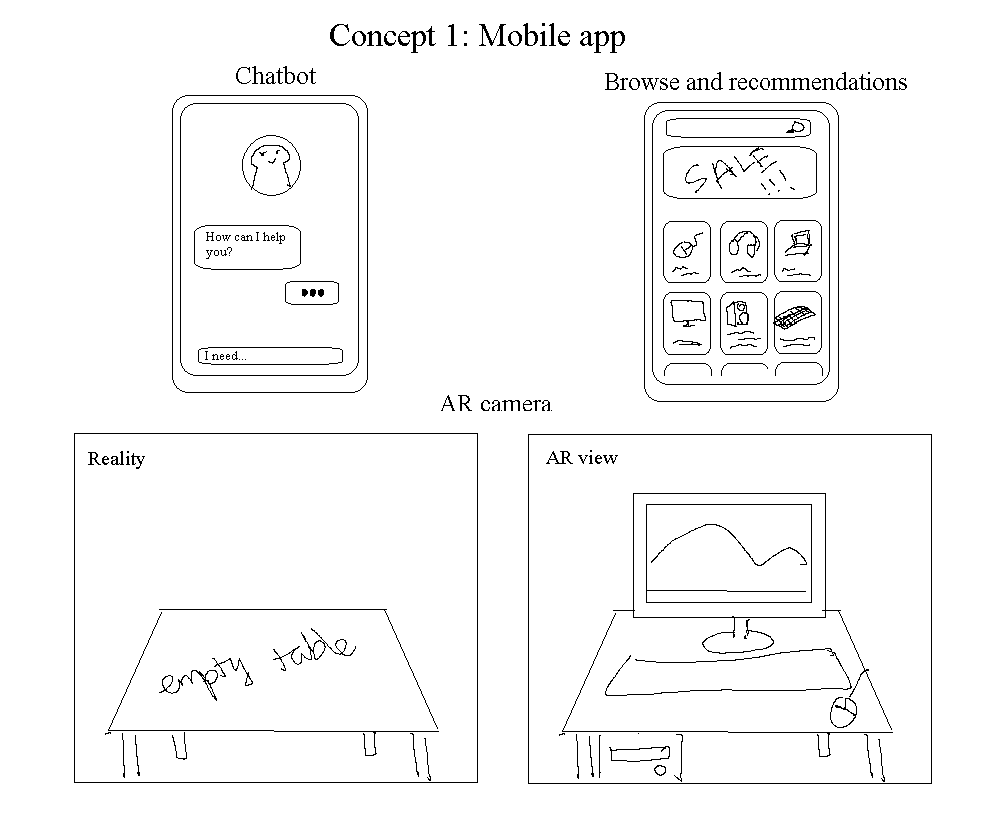 Concept 1: Mobile app
Chatbot
Browse and recommendations
How can I help
you?
I need...
SALE
!!!
AR camera
Reality
empty table
AR view